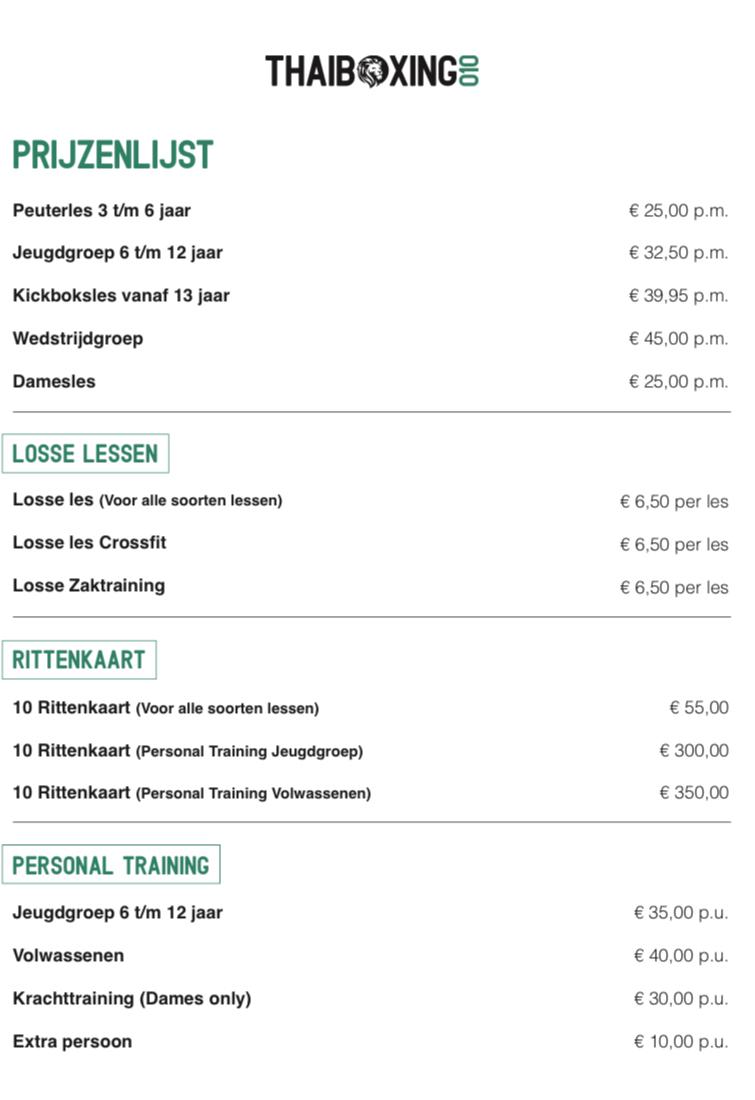 THAIBOXING 010
PRIJZENLIJST
Peuterles 3 t/m 6 jaar € 25,00 p.m.
Jeugdgroep 6 t/m 12 jaar € 32,50 p.m.
Kickboksles vanaf 13 jaar € 39,95 p.m.
Wedstrijdgroep € 45,00 p.m.
Damesles € 25,00 p.m.
LOSSE LESSEN
Losse les (Voor alle soorten lessen) € 6,50 per les
Losse les Crossfit € 6,50 per les
Losse Zaktraining € 6,50 per les
RITTENKAART
10 Rittenkaart (Voor alle soorten lessen) € 55,00
10 Rittenkaart (Personal Training Jeugdgroep) € 300,00
10 Rittenkaart (Personal Training Volwassenen) € 350,00
PERSONAL TRAINING
Jeugdgroep 6 t/m 12 jaar € 35,00 p.u.
Volwassenen € 40,00 p.u.
Krachttraining (Dames only) € 30,00 p.u.
Extra persoon € 10,00 p.u.